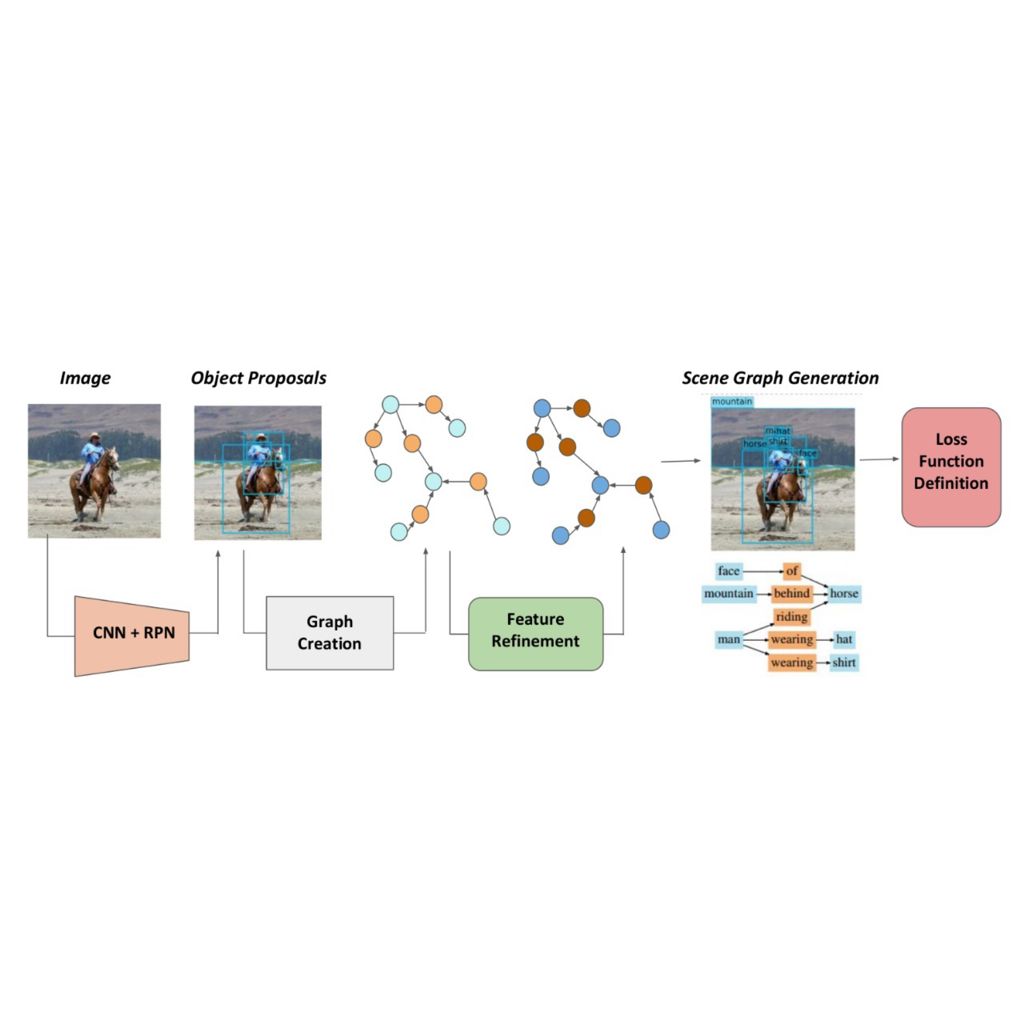 Image
Object Proposals
Scene Graph Generation
mountain
hat
horse
shirt
face
Loss
Function
Definition
CNN + RPN
Graph
Creation
Feature
Refinement
face of
mountain behind horse
riding
man wearing hat
wearing shirt